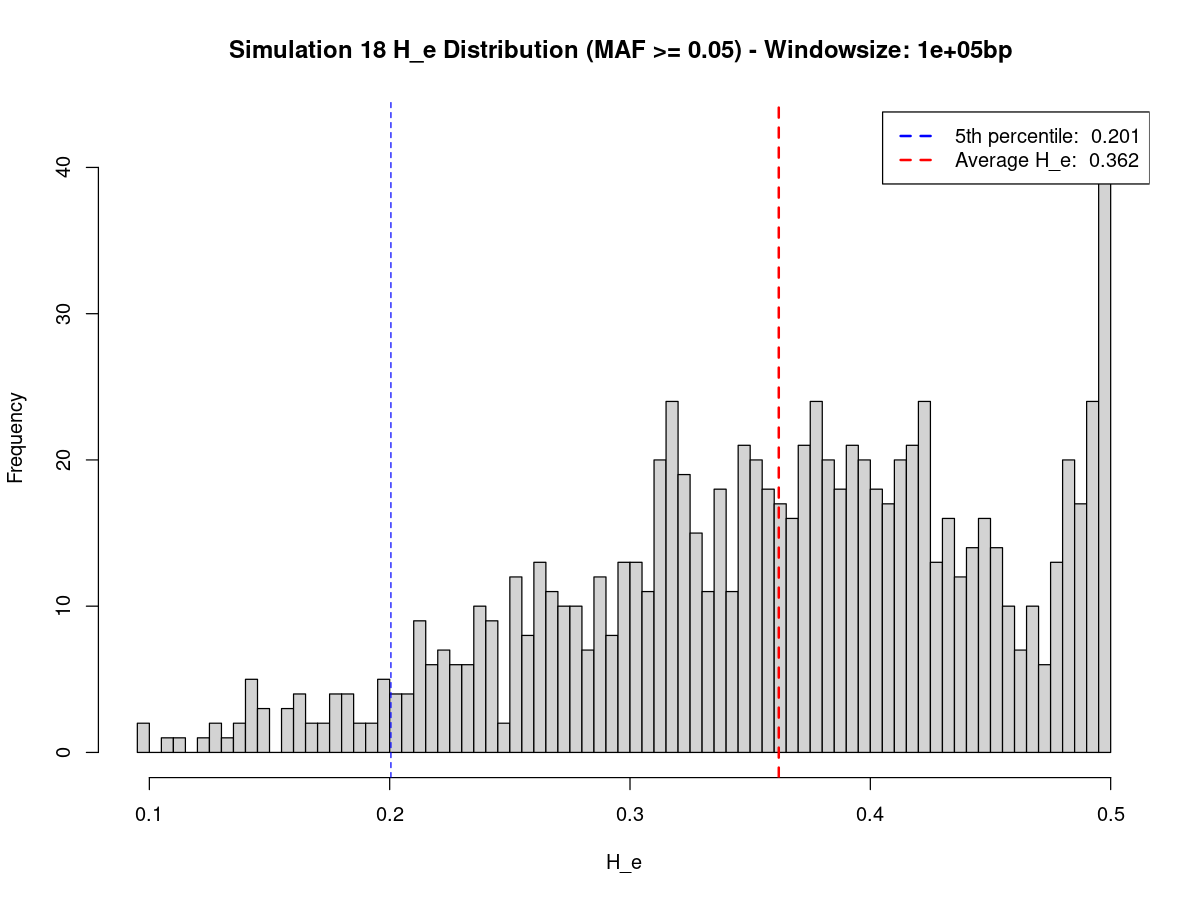 Simulation 18 H_e Distribution (MAF >= 0.05) - Windowsize: 1e+05bp
5th percentile: 0.201
Average H_e: 0.362
Frequency
40
30
20
10
0
0.1 0.2 0.3 0.4 0.5
H_e